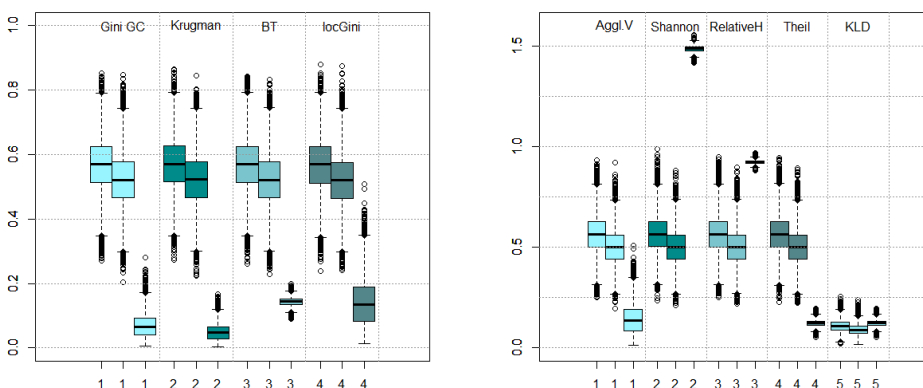 Gini GC Krugman BT locGini
1.0
0.8
0.6
0.4
0.2
0.0
1 1 1 2 2 2 3 3 3 4 4 4
Aggl.V Shannon RelativeH Theil KLD
1.5
1.0
0.5
0.0
1 1 1 2 2 2 3 3 3 4 4 4 5 5 5